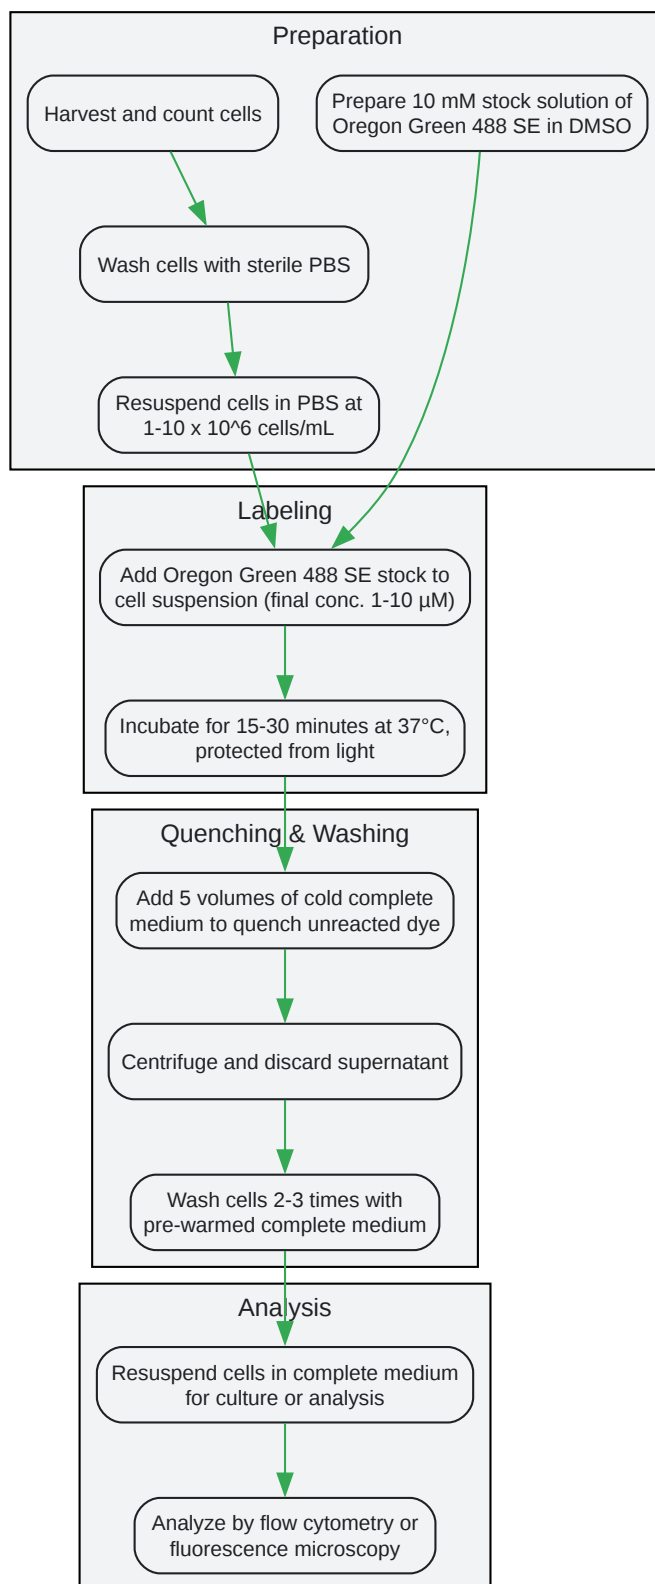 Preparation
Harvest and count cells
Prepare 10 mM stock solution of
Oregon Green 488 SE in DMSO
Wash cells with sterile PBS
Resuspend cells in PBS at
1-10 x 10^6 cells/mL
Labeling
Add Oregon Green 488 SE stock to
cell suspension (final conc. 1-10 µM)
Incubate for 15-30 minutes at 37°C,
protected from light
Quenching & Washing
Add 5 volumes of cold complete
medium to quench unreacted dye
Centrifuge and discard supernatant
Wash cells 2-3 times with
pre-warmed complete medium
Analysis
Resuspend cells in complete medium
for culture or analysis
Analyze by flow cytometry or
fluorescence microscopy